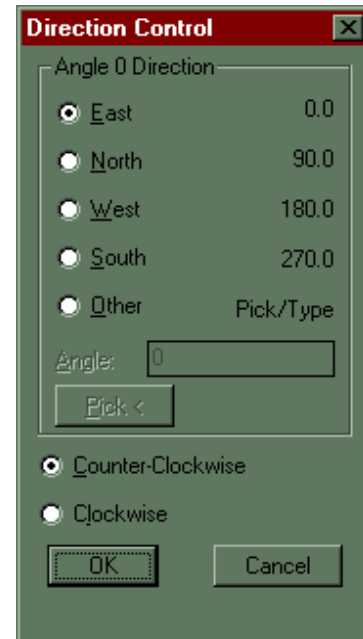 Direction Control
Angle 0 Direction
East 0.0
North 90.0
West 180.0
South 270.0
Other Pick/Type
Angle: 0
Pick <
Counter-Clockwise
Clockwise
OK Cancel